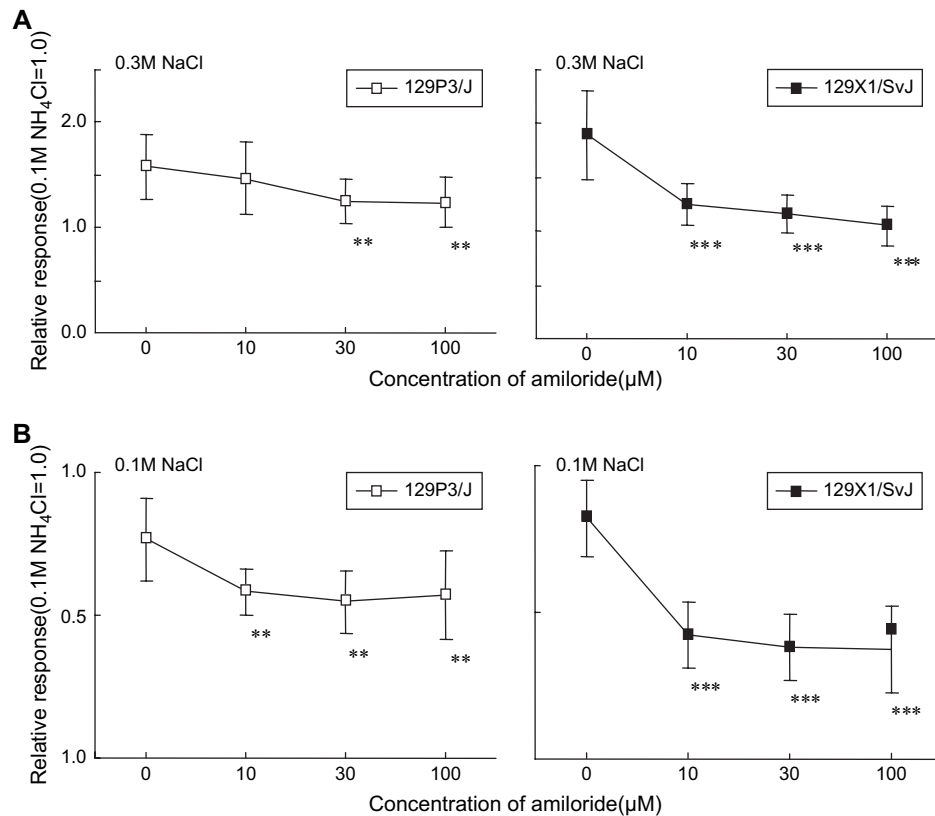 A
0.3M NaCl
129P3/J
0.3M NaCl
129X1/SvJ
Relative response(0.1M NH₄Cl=1.0)
2.0
1.0
0.0
**
**
***
***
***
0
10
30
100
0
10
30
100
Concentration of amiloride(µM)
B
0.1M NaCl
129P3/J
0.1M NaCl
129X1/SvJ
Relative response(0.1M NH₄Cl=1.0)
1.0
0.5
1.0
**
**
**
***
***
***
0
10
30
100
0
10
30
100
Concentration of amiloride(µM)